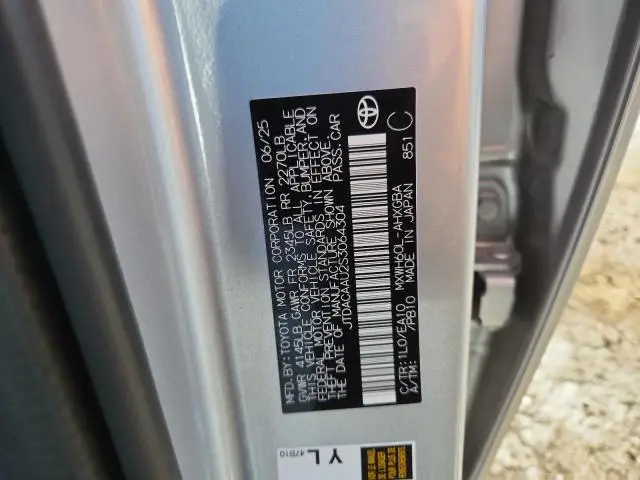 MFD.BY:TOYOTA MOTOR CORPORATION 06/25
GVWR 4145LB GAWR FR 2345LB RR 2270LB
THIS VEHICLE CONFORMS TO ALL APPLICABLE
FEDERAL MOTOR VEHICLE SAFETY, BUMPER, AND
THEFT PREVENTION STANDARDS IN EFFECT ON
THE DATE OF MANUFACTURE SHOWN ABOVE.
JTDACAAU2S3064304 PASS.CAR
C/TR:1L0/EA10 MXWH60L-AHXGBA
A/TM: /PB10 MADE IN JAPAN 851 C
YL
47B10